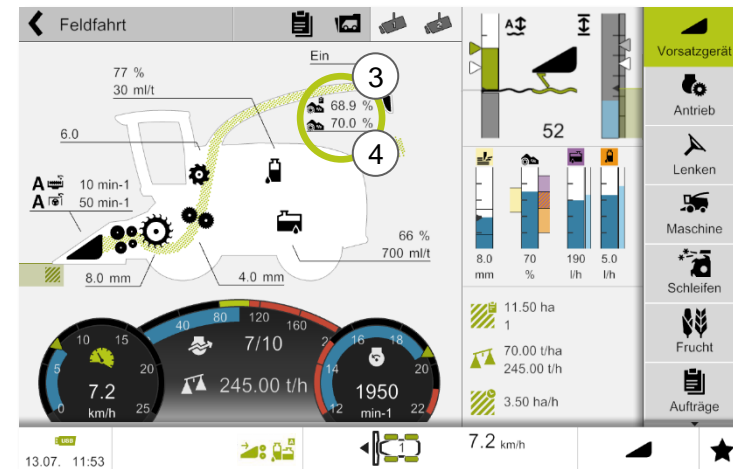 Feldfahrt
77 %
30 ml/t
Ein
3
68.9 %
70.0 %
4
6.0
A 10 min-1
A 50 min-1
8.0 mm
4.0 mm
66 %
700 ml/t
A
52
8.0
mm
70
%
190
l/h
5.0
l/h
11.50 ha
1
70.00 t/ha
245.00 t/h
3.50 ha/h
0
5
10
15
20
25
7.2
km/h
40
80
120
160
2
7/10
245.00 t/h
12
14
16
18
20
22
1950
min-1
Vorsatzgerät
Antrieb
Lenken
Maschine
Schleifen
Frucht
Aufträge
USB
13.07. 11:53
A
1
7.2 km/h